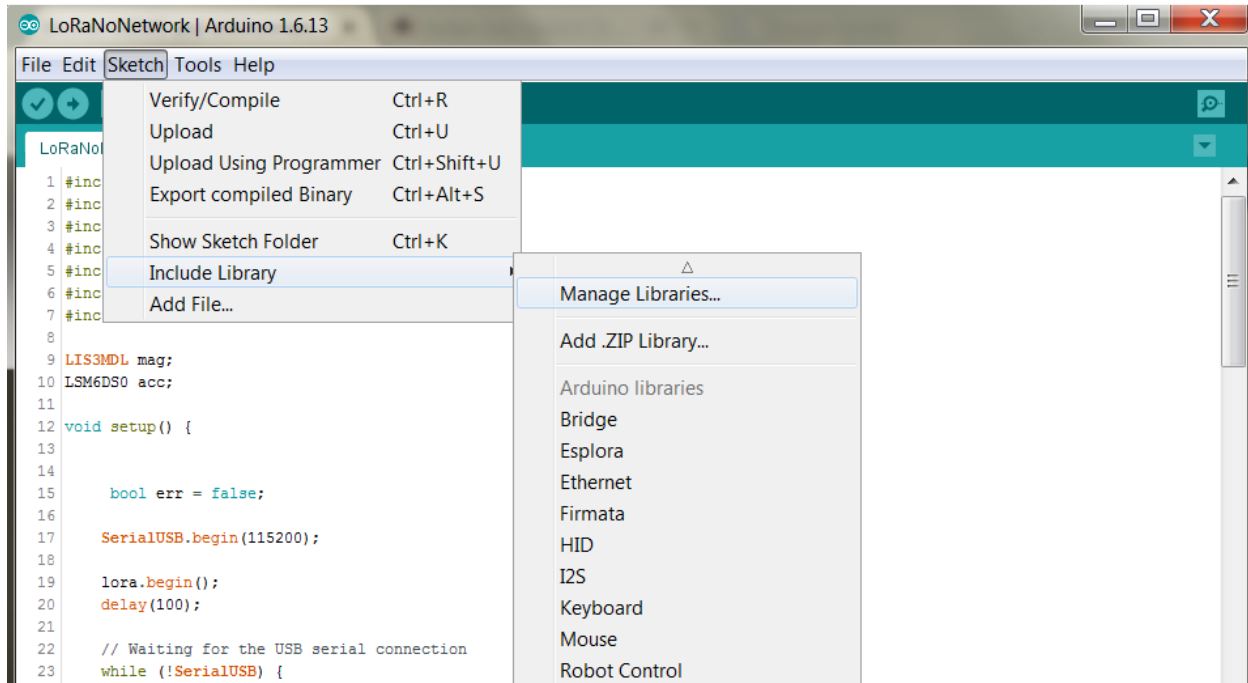 LoRaNoNetwork | Arduino 1.6.13
File Edit Sketch Tools Help
Verify/Compile Ctrl+R
Upload Ctrl+U
Upload Using Programmer Ctrl+Shift+U
Export compiled Binary Ctrl+Alt+S
Show Sketch Folder Ctrl+K
Include Library
Add File...
Manage Libraries...
Add .ZIP Library...
Arduino libraries
Bridge
Esplora
Ethernet
Firmata
HID
I2S
Keyboard
Mouse
Robot Control
LoRaNo
1 #inc
2 #inc
3 #inc
4 #inc
5 #inc
6 #inc
7 #inc
8
9 LIS3MDL mag;
10 LSM6DS0 acc;
11
12 void setup() {
13
14
15 bool err = false;
16
17 SerialUSB.begin(115200);
18
19 lora.begin();
20 delay(100);
21
22 // Waiting for the USB serial connection
23 while (!SerialUSB) {